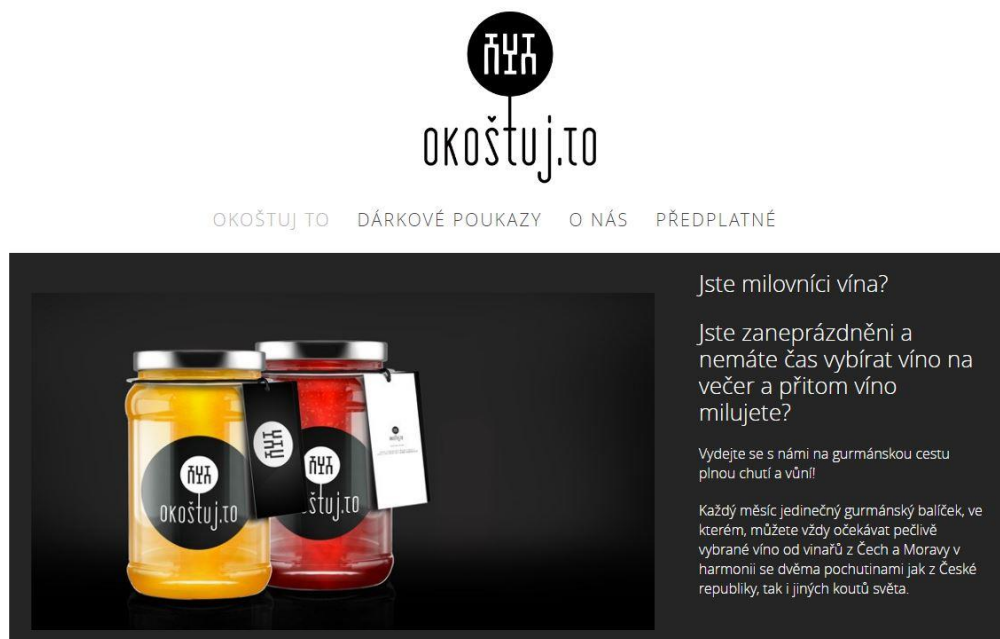 okoštuj.to
OKOŠTUJ TO DÁRKOVÉ POUKAZY O NÁS PŘEDPLATNÉ
Jste milovníci vína?
Jste zaneprázdněni a
nemáte čas vybírat víno na
večer a přitom víno
milujete?
Vydejte se s námi na gurmánskou cestu
plnou chutí a vůní!
Každý měsíc jedinečný gurmánský balíček, ve
kterém, můžete vždy očekávat pečlivě
vybrané víno od vinařů z Čech a Moravy v
harmonii se dvěma pochutinami jak z České
republiky, tak i jiných koutů světa.
okoštuj.to
štuj.to